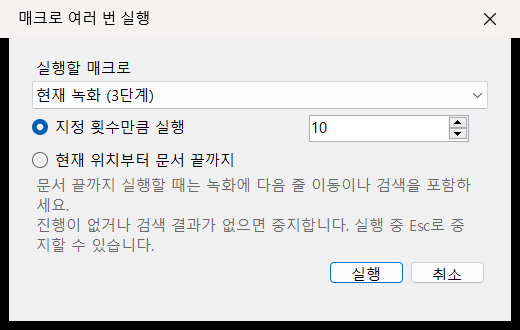 매크로 여러 번 실행
실행할 매크로
현재 녹화 (3단계)
지정 횟수만큼 실행
10
현재 위치부터 문서 끝까지
문서 끝까지 실행할 때는 녹화에 다음 줄 이동이나 검색을 포함하
세요.
진행이 없거나 검색 결과가 없으면 중지합니다. 실행 중 Esc로 중
지할 수 있습니다.
실행
취소